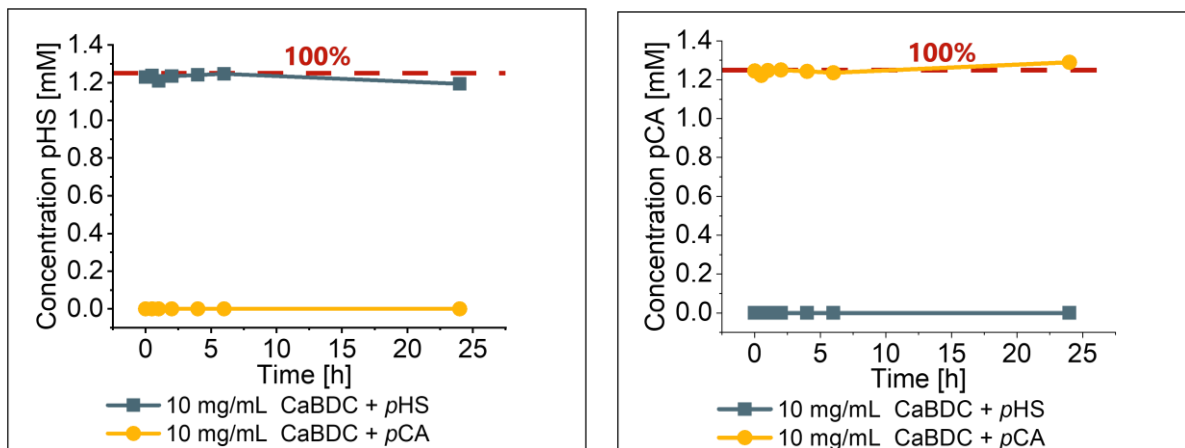 Concentration pHS [mM]
1.4
1.2
1.0
0.8
0.6
0.4
0.2
0.0
100%
0 5 10 15 20 25
Time [h]
10 mg/mL CaBDC + pHS
10 mg/mL CaBDC + pCA
Concentration pCA [mM]
1.4
1.2
1.0
0.8
0.6
0.4
0.2
0.0
100%
0 5 10 15 20 25
Time [h]
10 mg/mL CaBDC + pHS
10 mg/mL CaBDC + pCA